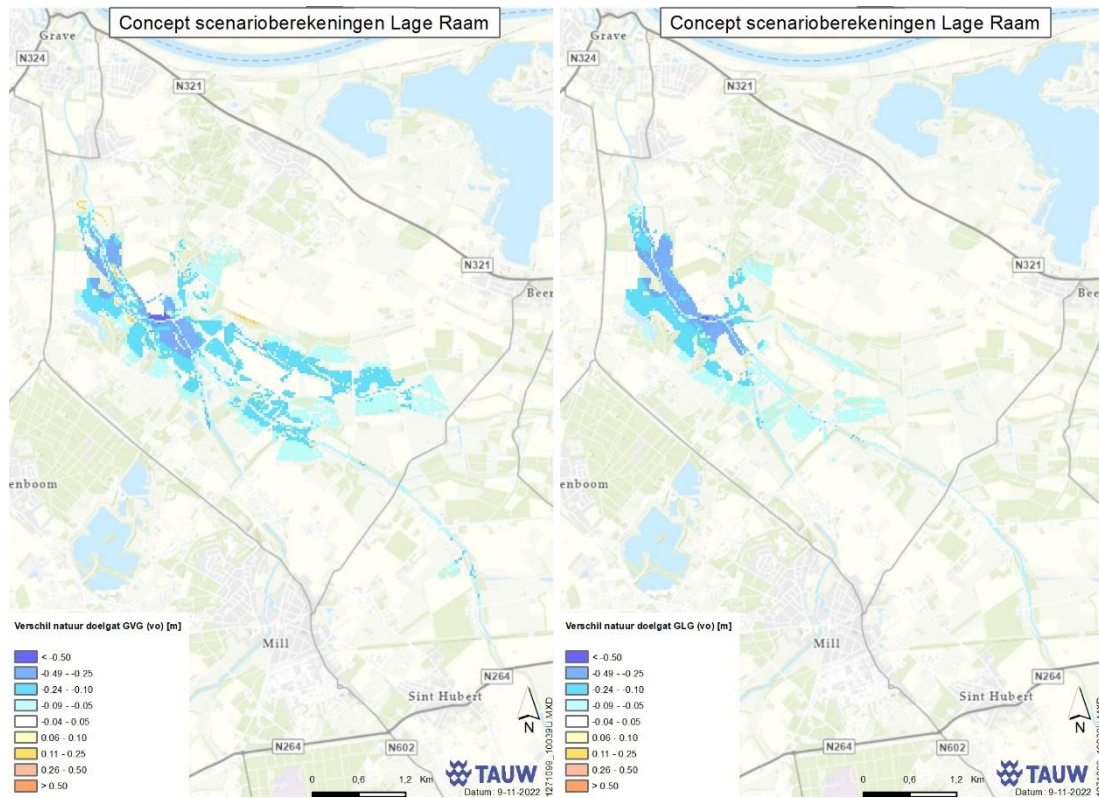 Concept scenarioberekeningen Lage Raam
Grave
N324
N321
N321
Beer
enboom
Mill
Sint Hubert
N264
N264
N602
Verschil natuur doelgat GVG (vo) [m]
< -0.50
-0.49 - -0.25
-0.24 - -0.10
-0.09 - -0.05
-0.04 - 0.05
0.06 - 0.10
0.11 - 0.25
0.26 - 0.50
> 0.50
0 0,6 1,2 Km
N
TAUW
Datum : 9-11-2022
Concept scenarioberekeningen Lage Raam
Grave
N324
N321
N321
Beer
enboom
Mill
Sint Hubert
N264
N264
N602
Verschil natuur doelgat GLG (vo) [m]
< -0.50
-0.49 - -0.25
-0.24 - -0.10
-0.09 - -0.05
-0.04 - 0.05
0.06 - 0.10
0.11 - 0.25
0.26 - 0.50
> 0.50
0 0,6 1,2 Km
N
TAUW
Datum : 9-11-2022